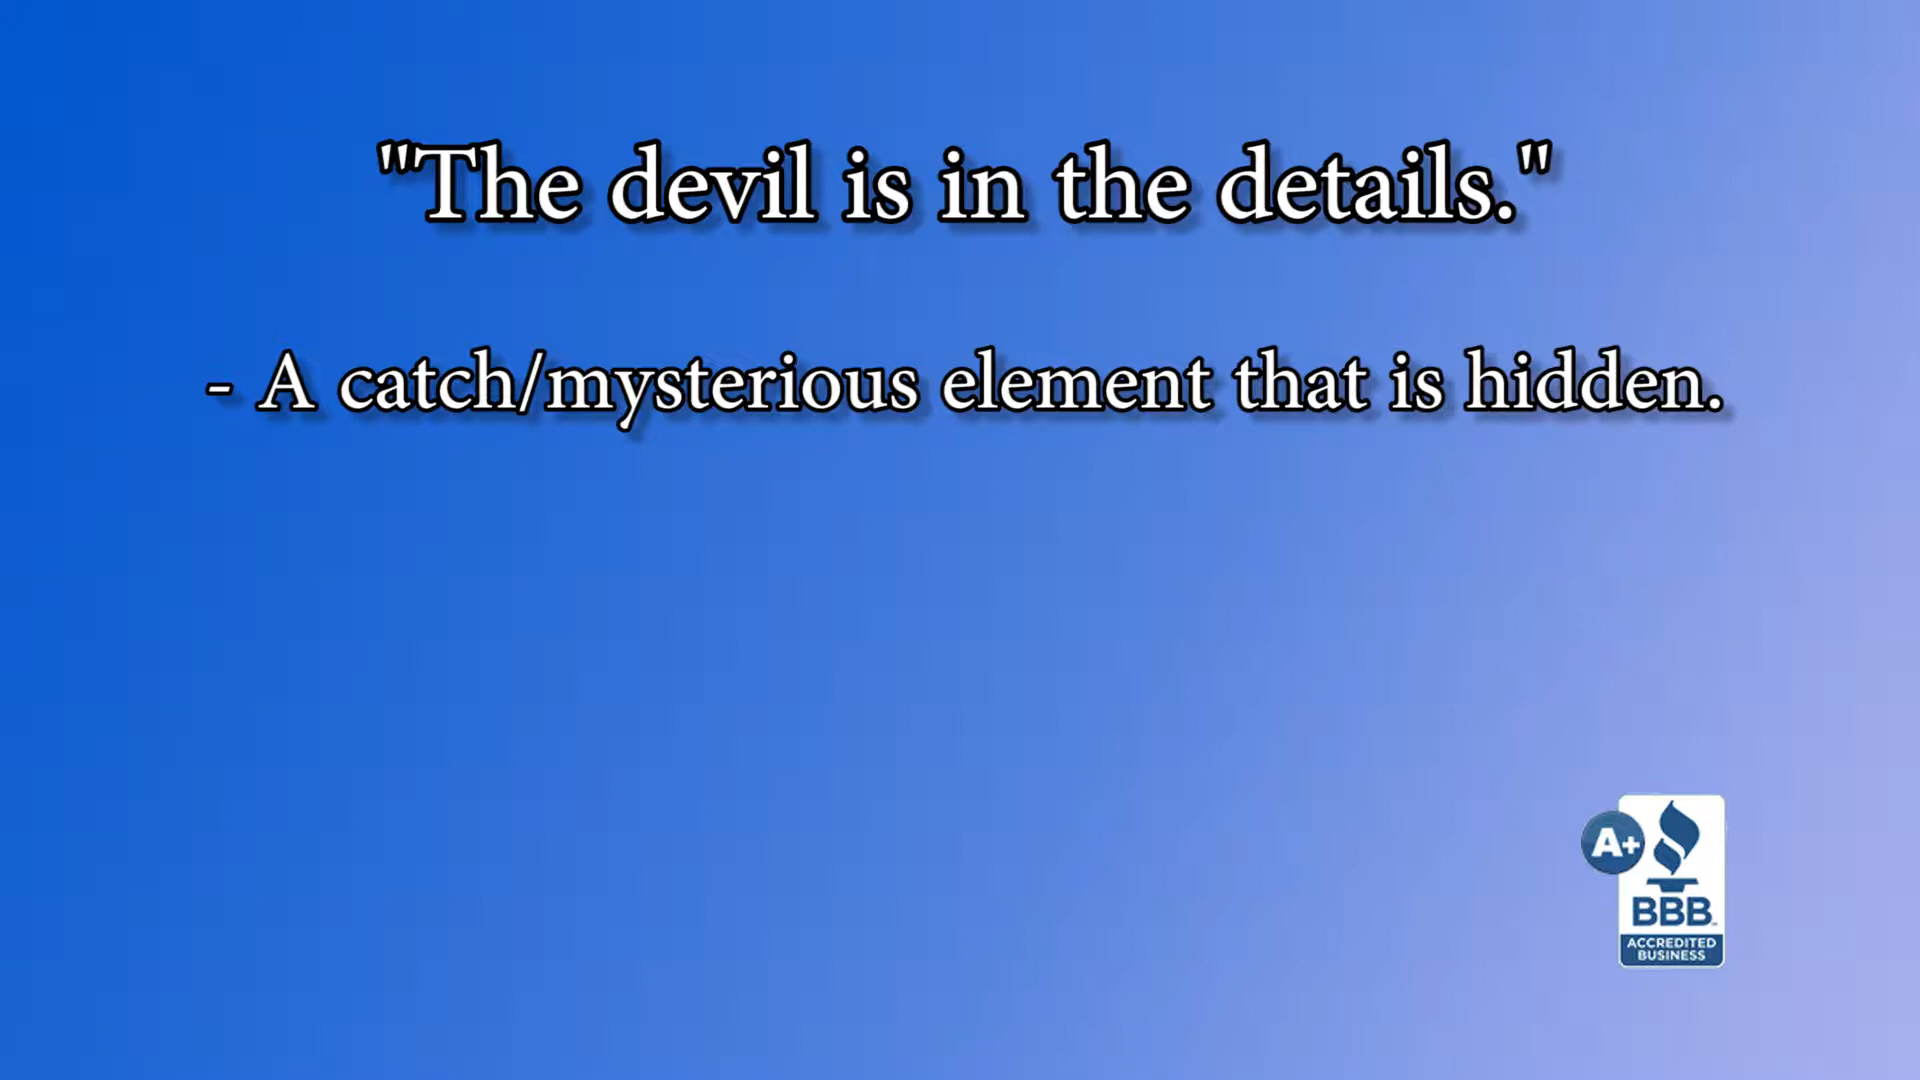 "The devil is in the details."
- A catch/mysterious element that is hidden.
A+
BBB
ACCREDITED
BUSINESS